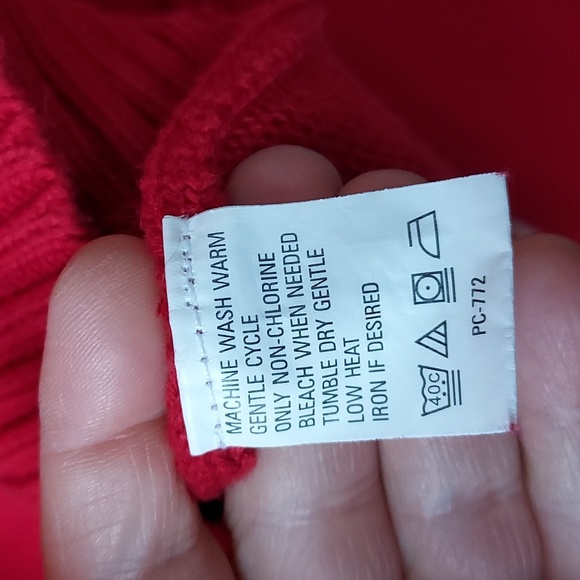 MACHINE WASH WARM
GENTLE CYCLE
ONLY NON-CHLORINE
BLEACH WHEN NEEDED
TUMBLE DRY GENTLE
LOW HEAT
IRON IF DESIRED
40C
PC-772